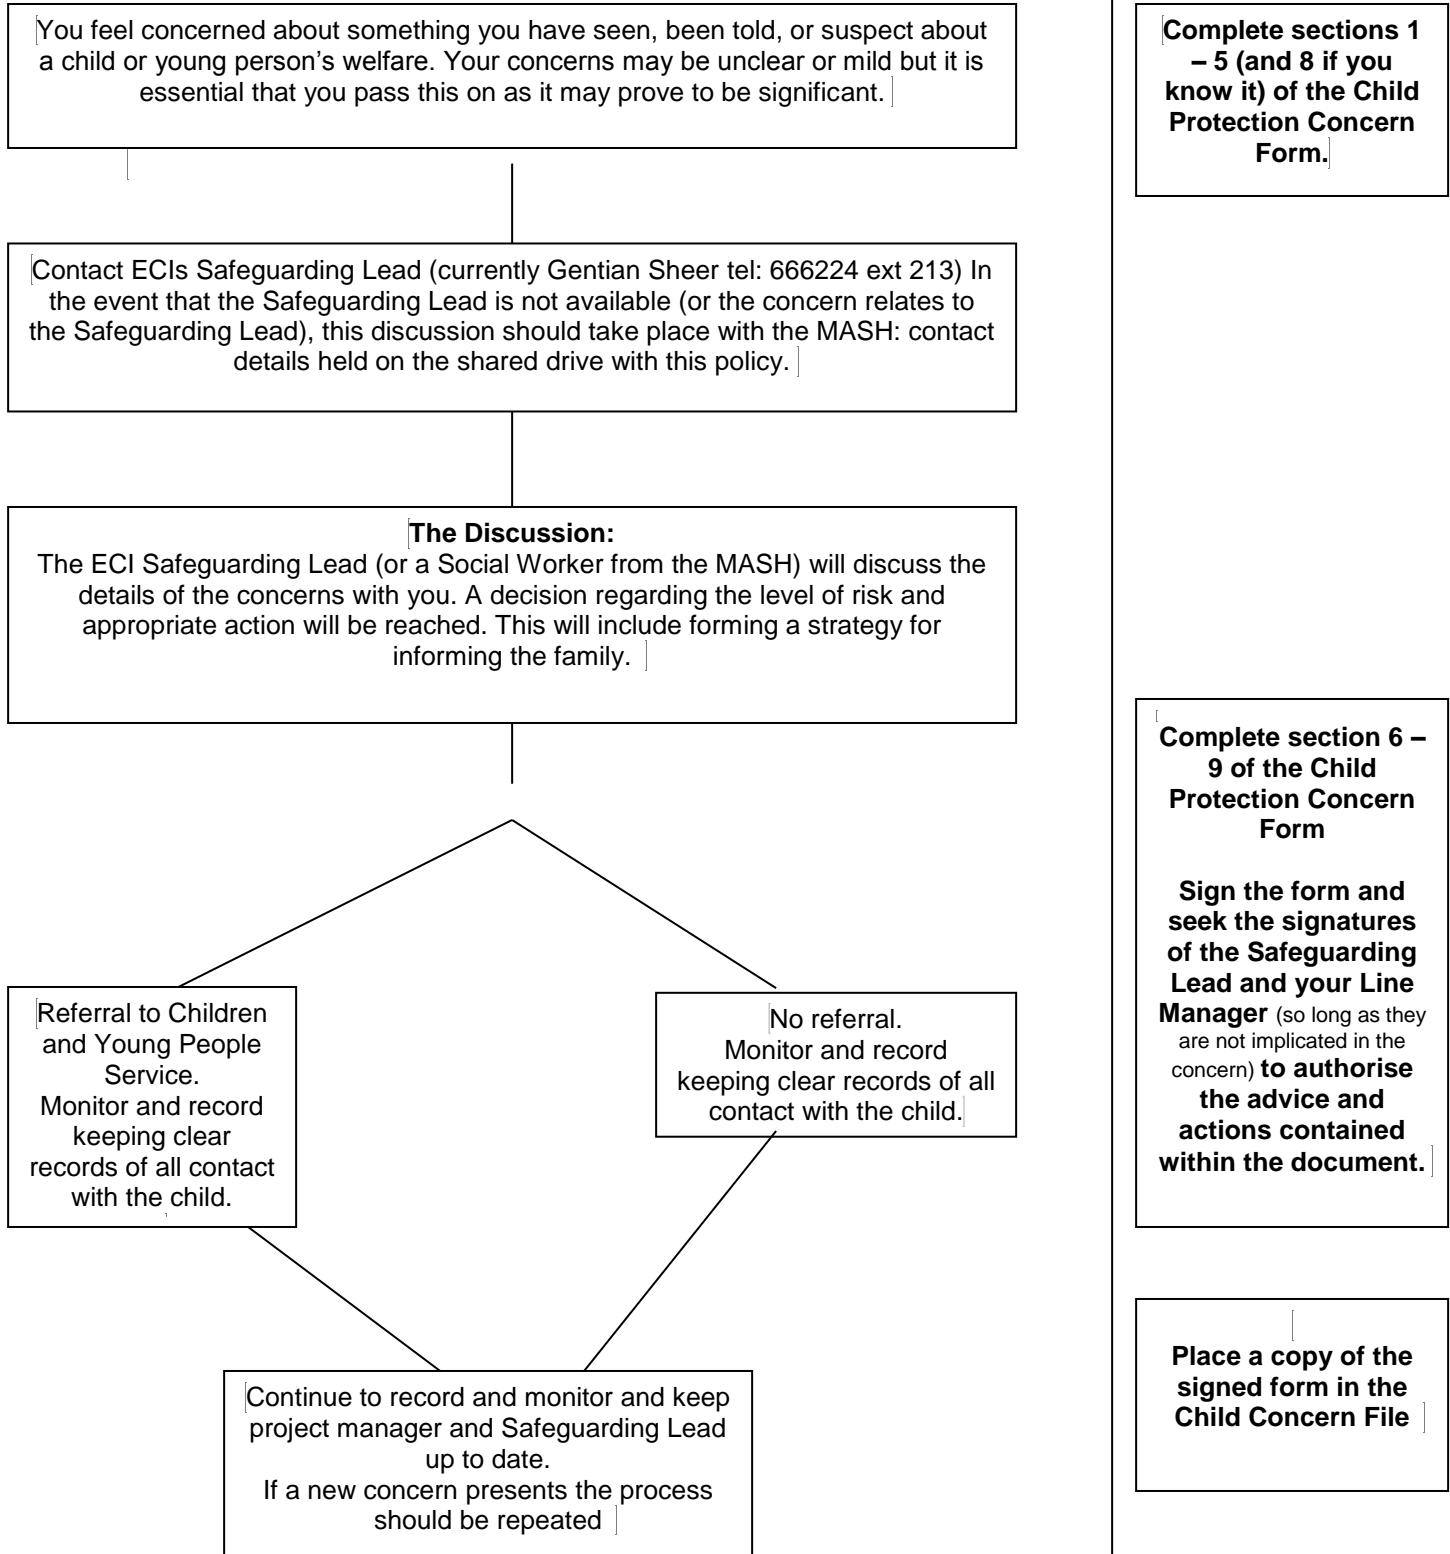 You feel concerned about something you have seen, been told, or suspect about
a child or young person’s welfare. Your concerns may be unclear or mild but it is
essential that you pass this on as it may prove to be significant.
Contact ECIs Safeguarding Lead (currently Gentian Sheer tel: 666224 ext 213) In
the event that the Safeguarding Lead is not available (or the concern relates to
the Safeguarding Lead), this discussion should take place with the MASH: contact
details held on the shared drive with this policy.
The Discussion:
The ECI Safeguarding Lead (or a Social Worker from the MASH) will discuss the
details of the concerns with you. A decision regarding the level of risk and
appropriate action will be reached. This will include forming a strategy for
informing the family.
Referral to Children
and Young People
Service.
Monitor and record
keeping clear
records of all contact
with the child.
No referral.
Monitor and record
keeping clear records of all
contact with the child.
Continue to record and monitor and keep
project manager and Safeguarding Lead
up to date.
If a new concern presents the process
should be repeated
Complete sections 1
– 5 (and 8 if you
know it) of the Child
Protection Concern
Form.
Complete section 6 –
9 of the Child
Protection Concern
Form
Sign the form and
seek the signatures
of the Safeguarding
Lead and your Line
Manager (so long as they
are not implicated in the
concern) to authorise
the advice and
actions contained
within the document.
Place a copy of the
signed form in the
Child Concern File